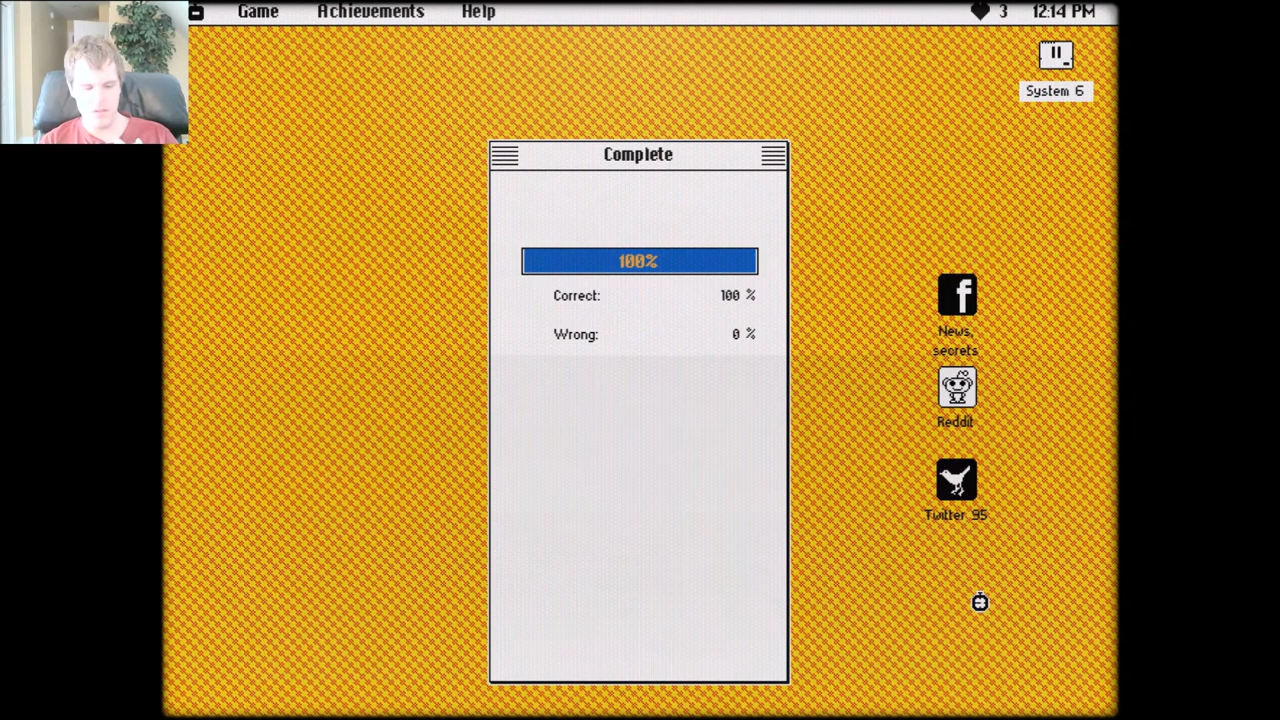 Game Achievements Help 3 12:14 PM
System 6
Complete
100%
Correct: 100 %
Wrong: 0 %
News,
secrets
Reddit
Twitter 95